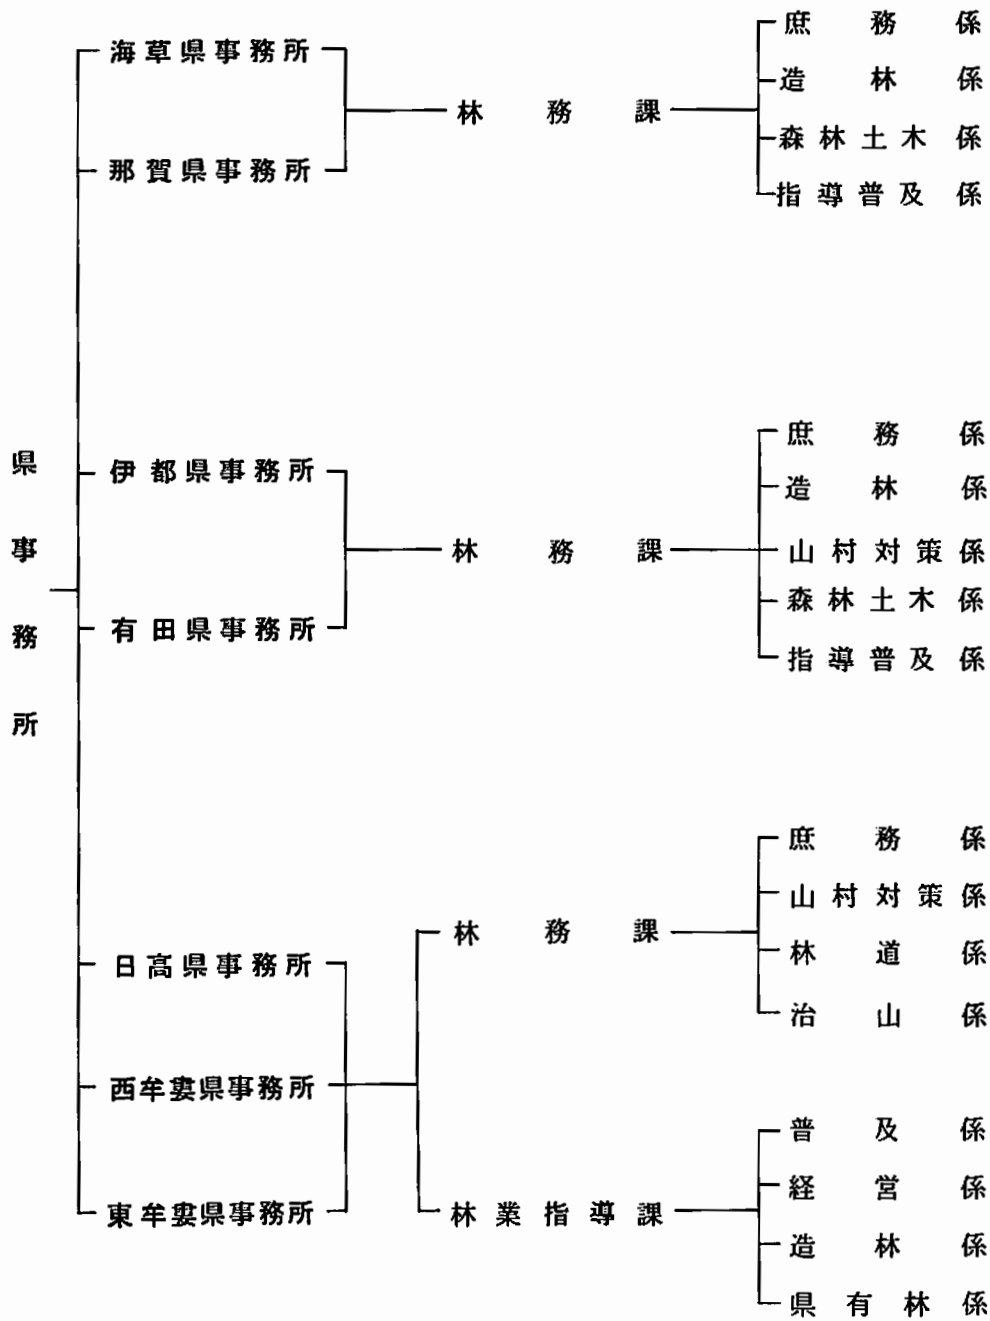 県事務所
海草県事務所
那賀県事務所
林務課
庶務係
造林係
森林土木係
指導普及係
伊都県事務所
有田県事務所
林務課
庶務係
造林係
山村対策係
森林土木係
指導普及係
日高県事務所
西牟婁県事務所
東牟婁県事務所
林務課
庶務係
山村対策係
林道係
治山係
林業指導課
普及係
経営係
造林係
県有林係